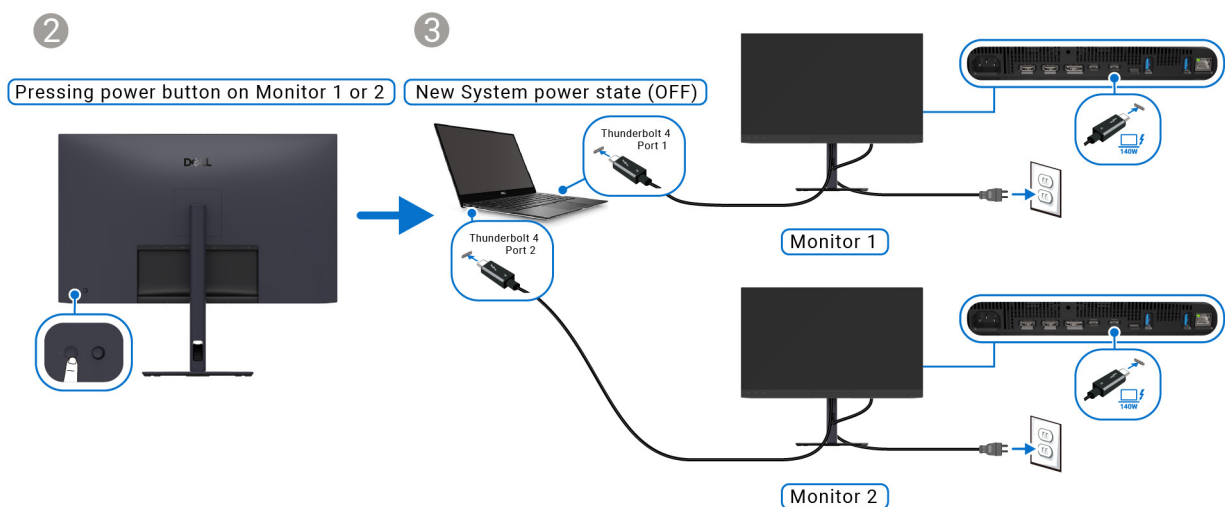 2
3
Pressing power button on Monitor 1 or 2
New System power state (OFF)
DELL
Thunderbolt 4
Port 1
140W
Monitor 1
Thunderbolt 4
Port 2
140W
Monitor 2